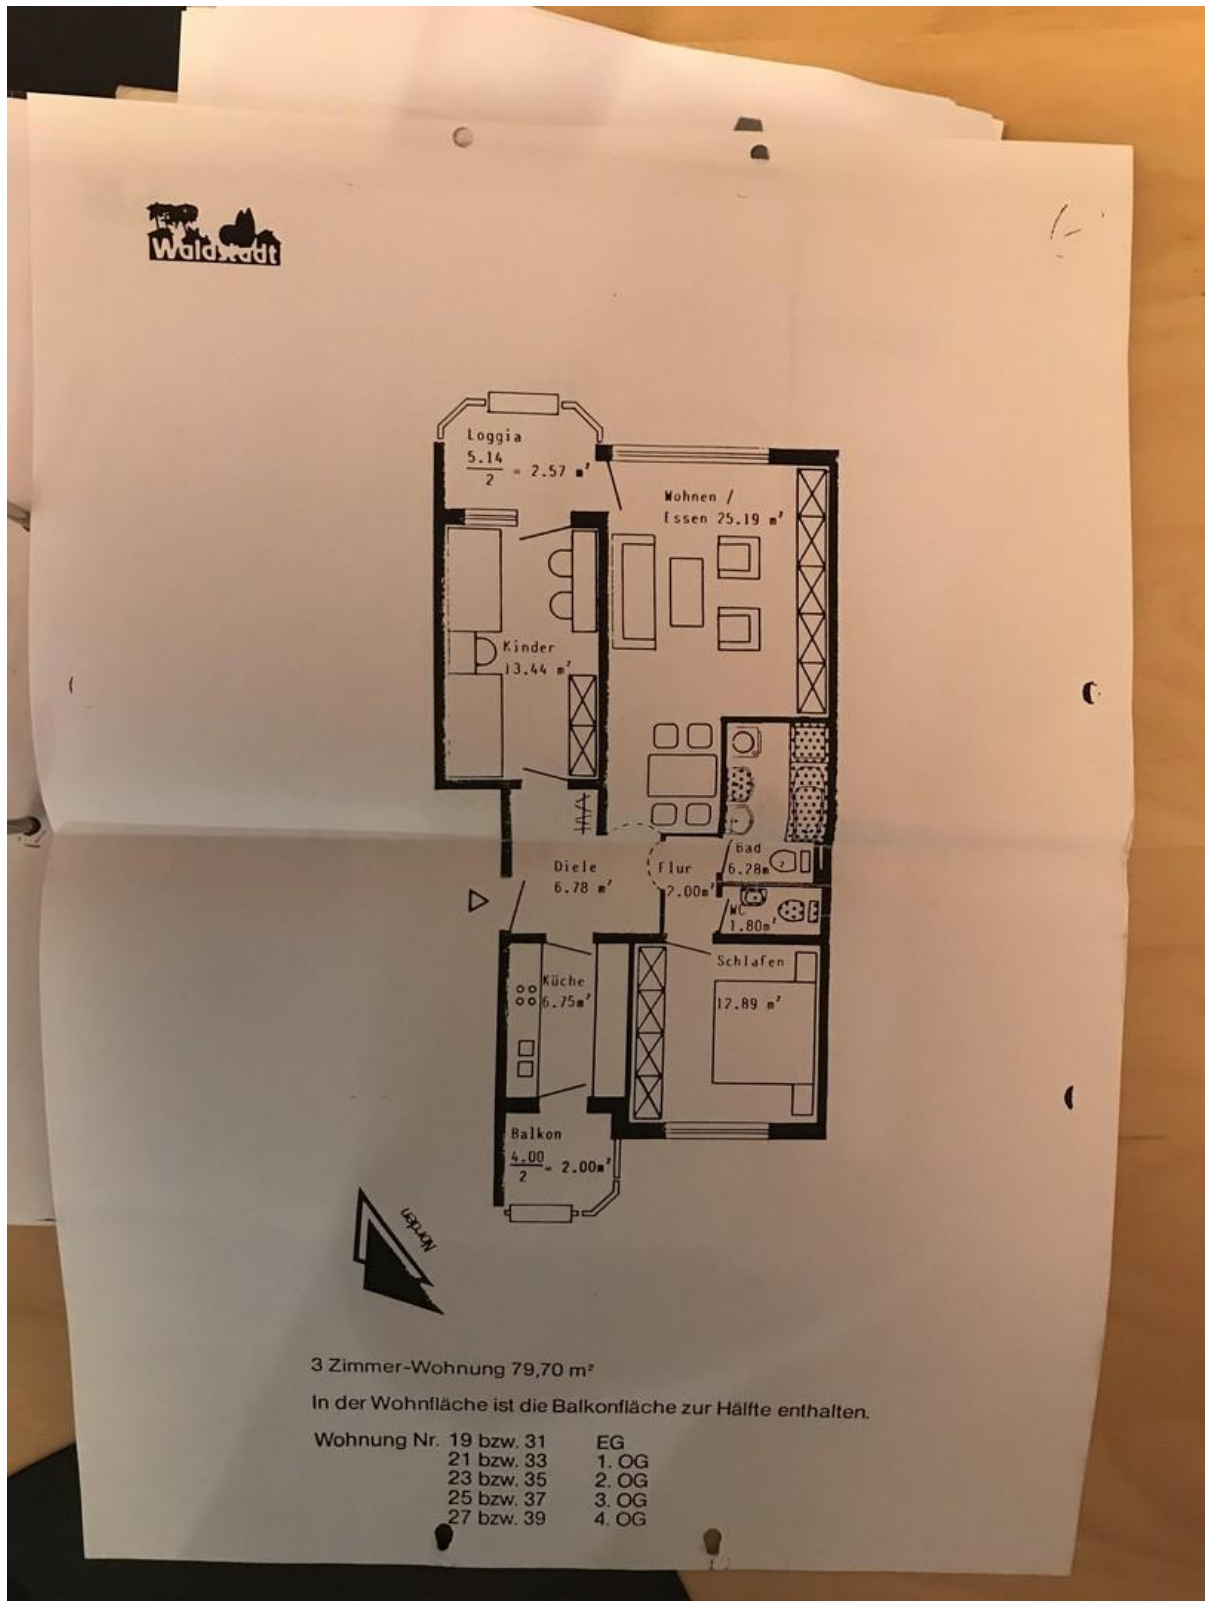 Waldstadt
Loggia
5.14
2
= 2.57 m²
Wohnen /
Essen 25.19 m²
Kinder
13.44 m²
Bad
6.28m
Diele
6.78 m²
Flur
2.00m²
WC
1.80m²
Küche
6.75m²
Schlafen
12.89 m²
Balkon
4.00
2
= 2.00m²
Norden
3 Zimmer-Wohnung 79,70 m²
In der Wohnfläche ist die Balkonfläche zur Hälfte enthalten.
Wohnung Nr. 19 bzw. 31 EG
21 bzw. 33 1. OG
23 bzw. 35 2. OG
25 bzw. 37 3. OG
27 bzw. 39 4. OG